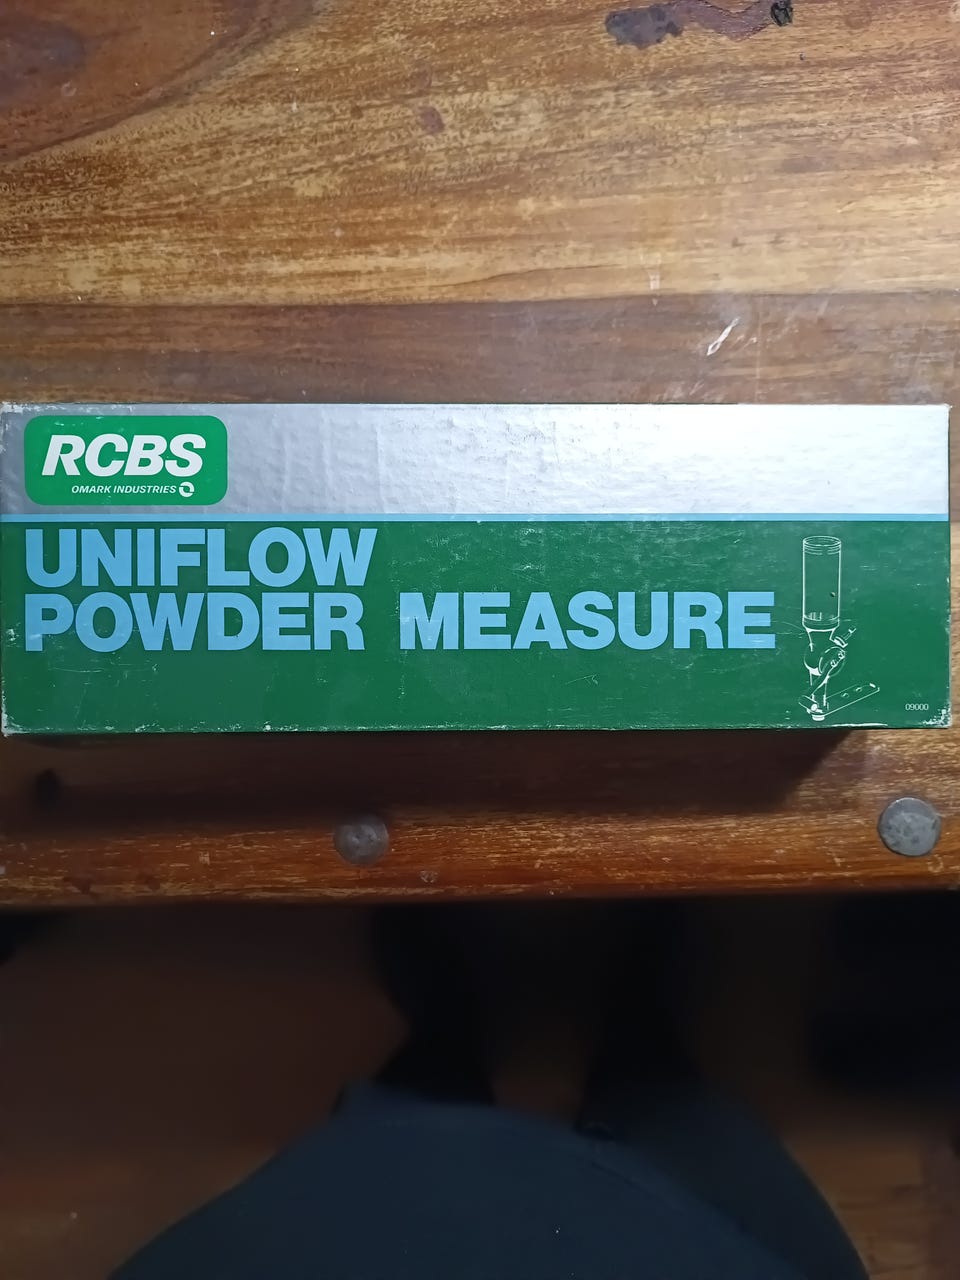 RCBS
OMARK INDUSTRIES
UNIFLOW
POWDER MEASURE
09000